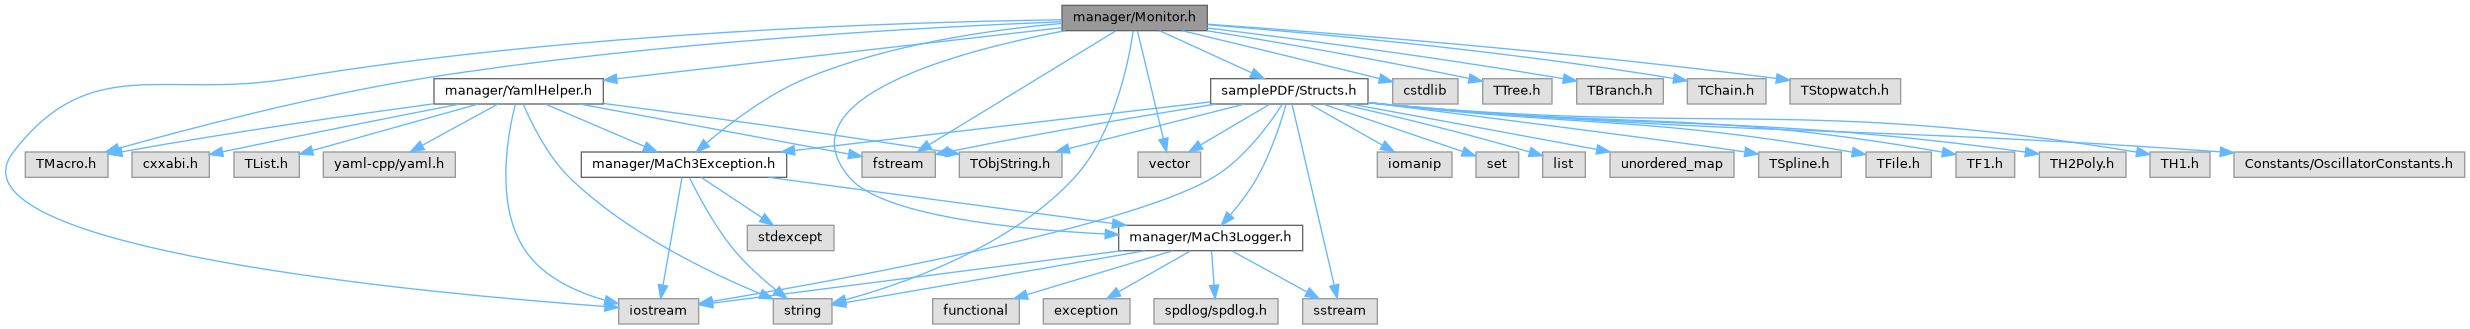 manager/Monitor.h
manager/YamlHelper.h
samplePDF/Structs.h
cstdlib
TTree.h
TBranch.h
TChain.h
TStopwatch.h
TMacro.h
cxxabi.h
TList.h
yaml-cpp/yaml.h
manager/MaCh3Exception.h
fstream
TObjString.h
vector
iomanip
set
list
unordered_map
TSpline.h
TFile.h
TF1.h
TH2Poly.h
TH1.h
Constants/OscillatorConstants.h
stdexcept
manager/MaCh3Logger.h
iostream
string
functional
exception
spdlog/spdlog.h
sstream